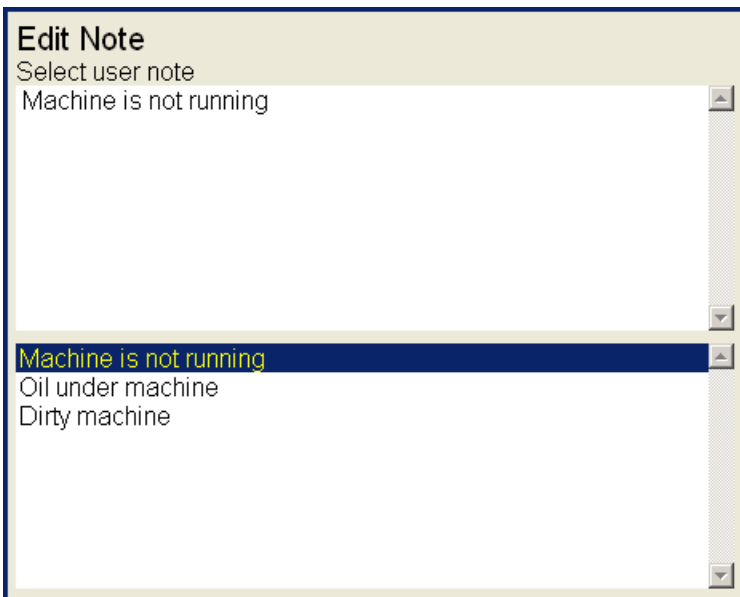 Edit Note
Select user note
Machine is not running
Machine is not running
Oil under machine
Dirty machine